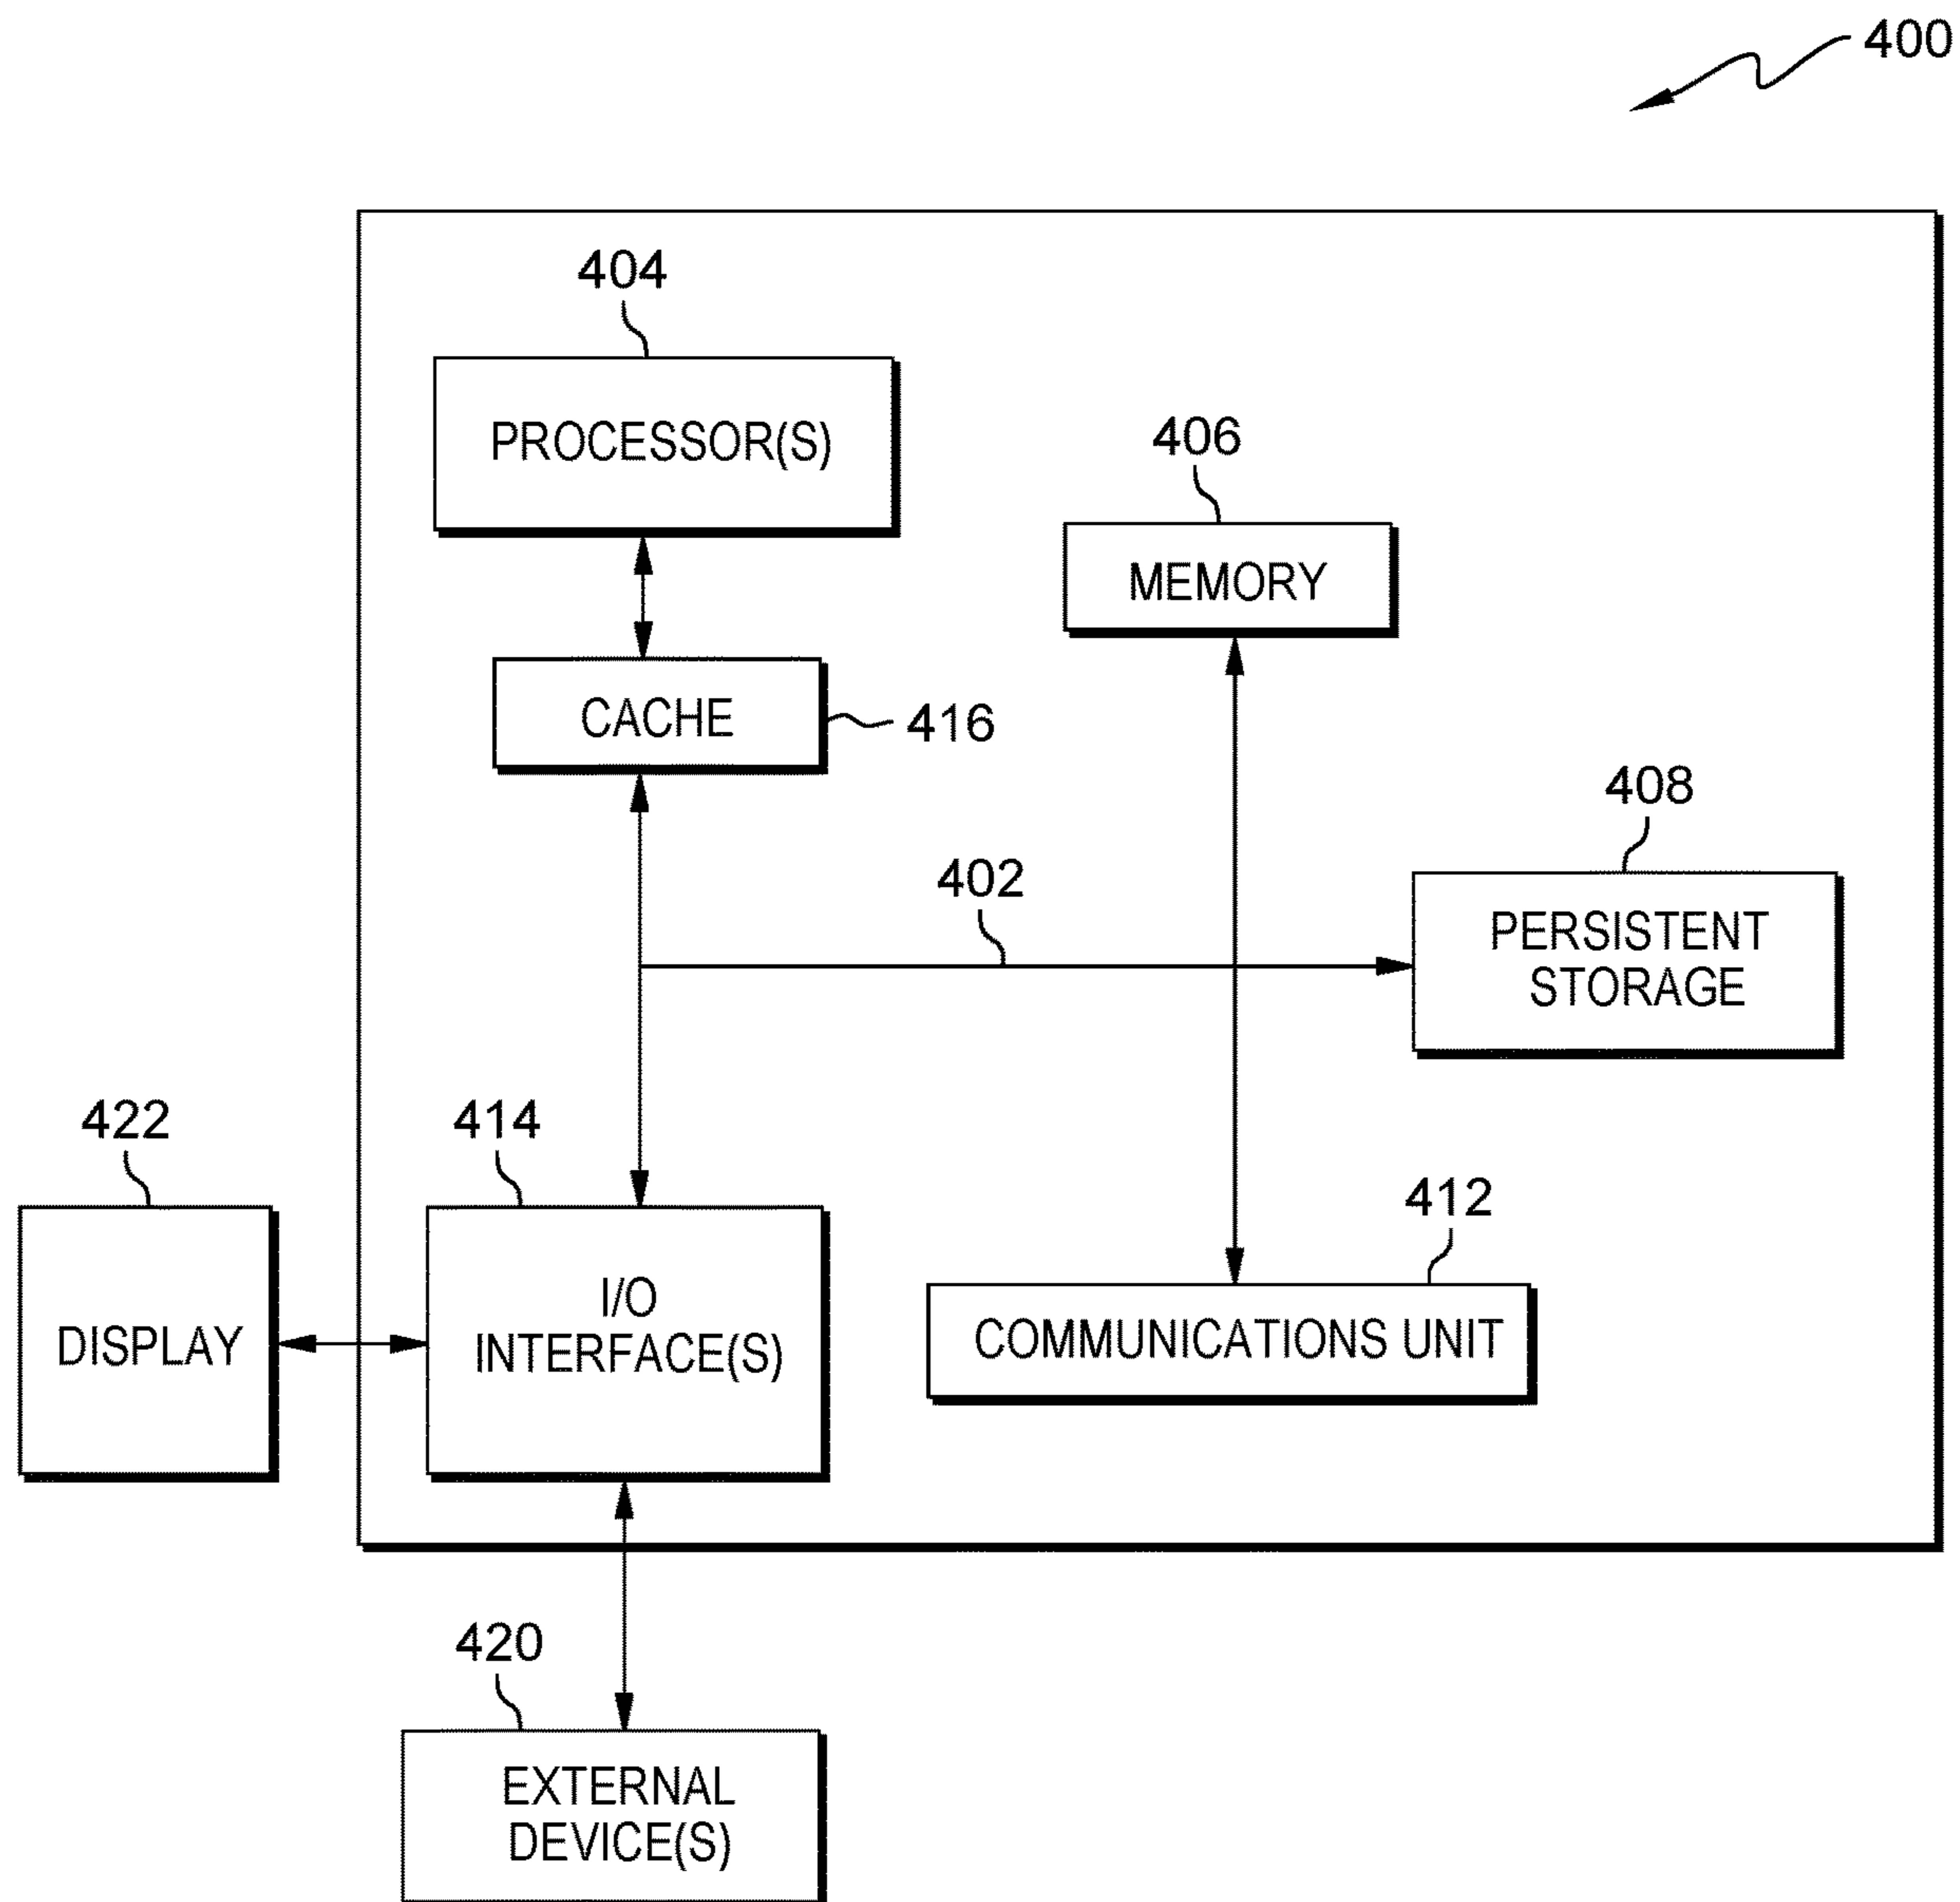 400
404
PROCESSOR(S)
406
MEMORY
CACHE
416
408
402
PERSISTENT
STORAGE
422
414
412
DISPLAY
I/O
INTERFACE(S)
COMMUNICATIONS UNIT
420
EXTERNAL
DEVICE(S)